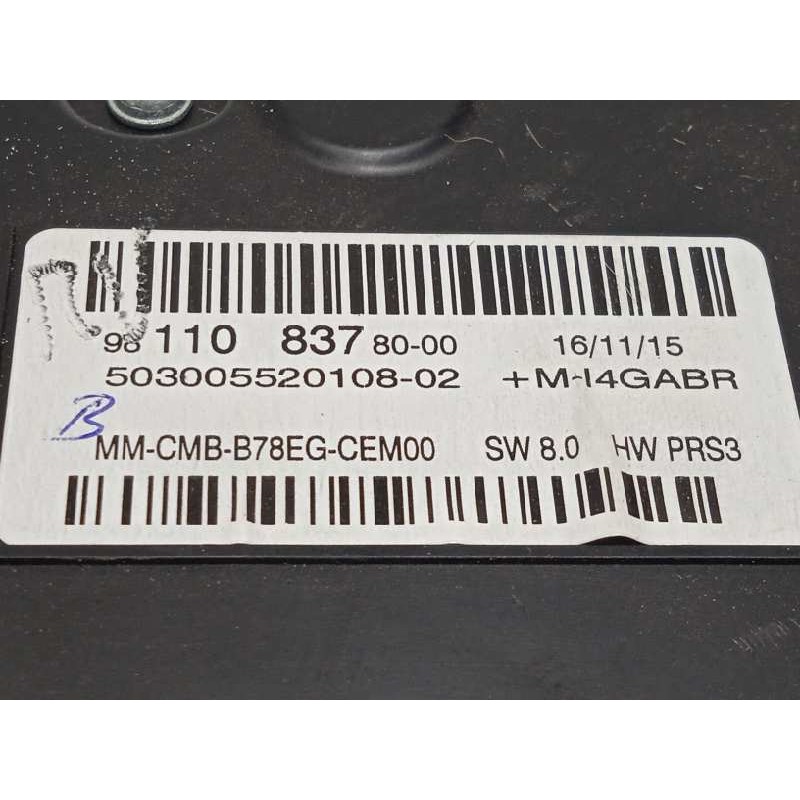 98 110 837 80-00 16/11/15
503005520108-02 +M-I4GABR
B
MM-CMB-B78EG-CEM00 SW 8.0 HW PRS3